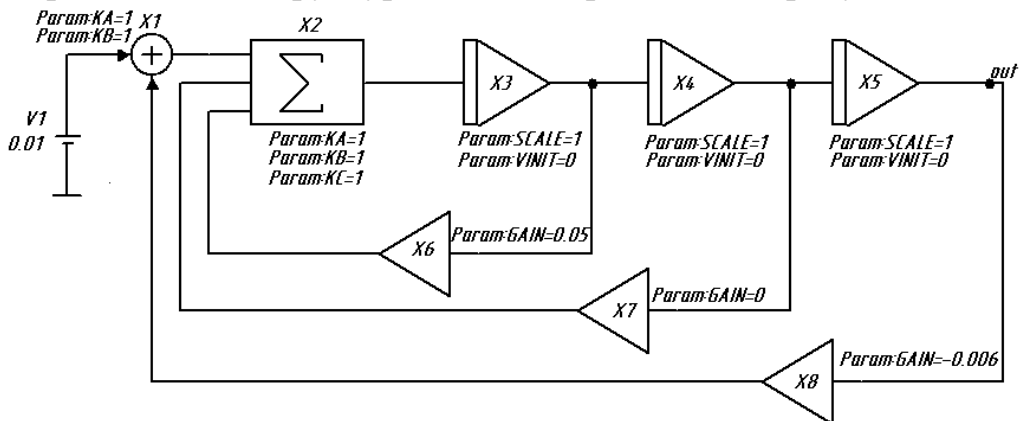 Param:KA=1
Param:KB=1
X1
X2
V1
0.01
Σ
X3
X4
X5
out
Param:KA=1
Param:KB=1
Param:KC=1
Param:SCALE=1
Param:VINIT=0
Param:SCALE=1
Param:VINIT=0
Param:SCALE=1
Param:VINIT=0
X6
Param:GAIN=0.05
X7
Param:GAIN=0
X8
Param:GAIN=-0.006